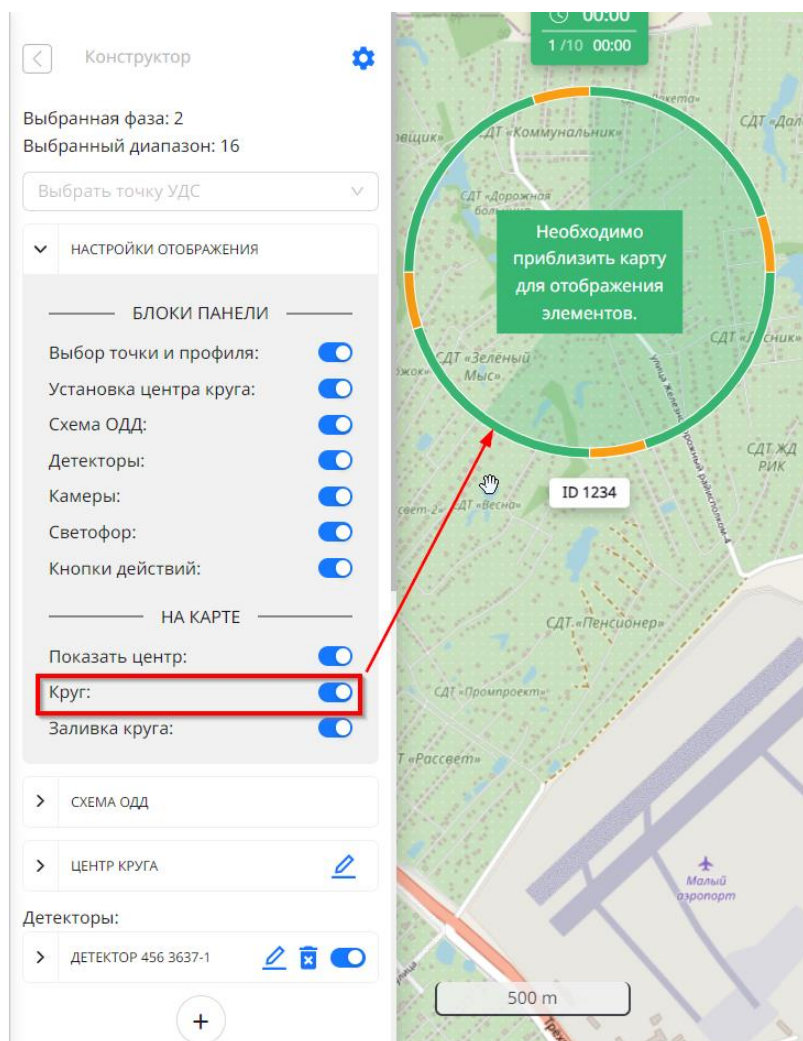 Конструктор
Выбранная фаза: 2
Выбранный диапазон: 16
Выбрать точку УДС
НАСТРОЙКИ ОТОБРАЖЕНИЯ
БЛОКИ ПАНЕЛИ
Выбор точки и профиля:
Установка центра круга:
Схема ОДД:
Детекторы:
Камеры:
Светофор:
Кнопки действий:
НА КАРТЕ
Показать центр:
Круг:
Заливка круга:
СХЕМА ОДД
ЦЕНТР КРУГА
Детекторы:
ДЕТЕКТОР 456 3637-1
+
00:00
1 /10 00:00
СДТ «Дал
ДТ «Коммунальник»
СДТ «Дорожная
Необходимо
приблизить карту
для отображения
элементов.
СДТ «Лесник»
СДТ «Зелёный
Мыс»
СДТ ЖД
РИК
ID 1234
СДТ «Весна»
СДТ «Пенсионер»
СДТ «Промпроект»
Т «Рассвет»
Малый
аэропорт
500 m